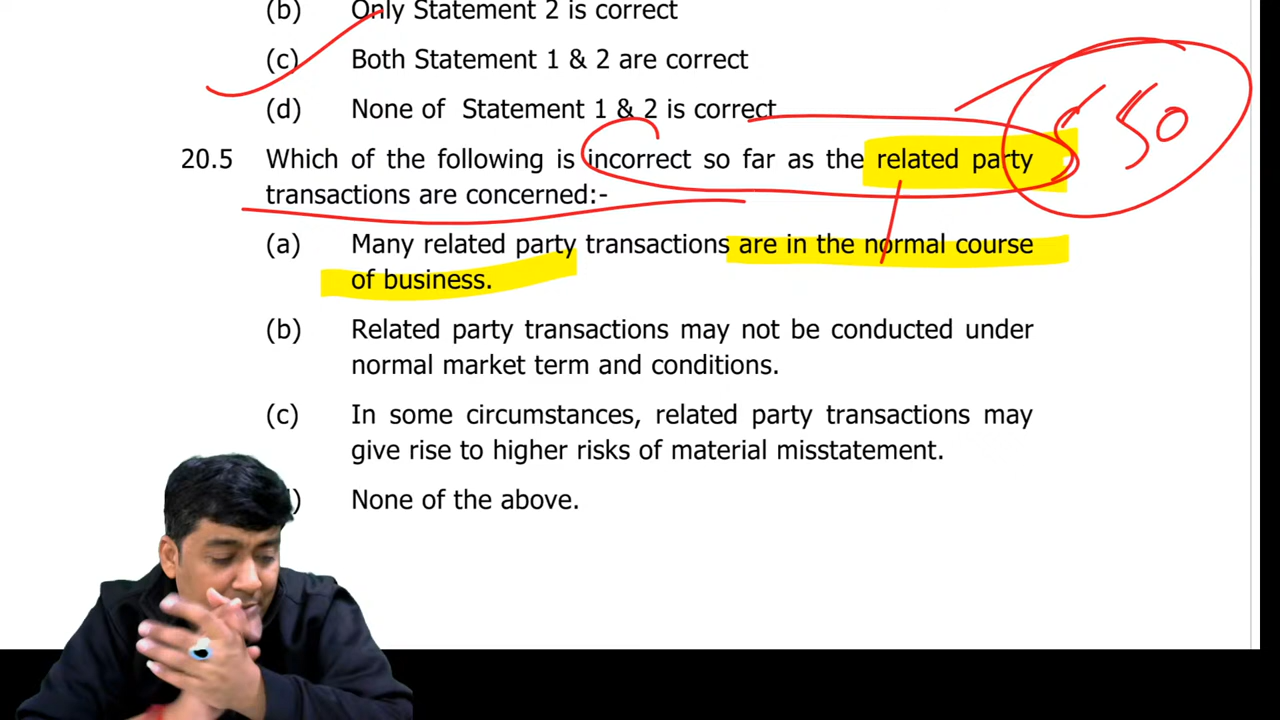 (b) Only Statement 2 is correct
(c) Both Statement 1 & 2 are correct
(d) None of Statement 1 & 2 is correct
550
20.5 Which of the following is incorrect so far as the related party
transactions are concerned:-
(a) Many related party transactions are in the normal course
of business.
(b) Related party transactions may not be conducted under
normal market term and conditions.
(c) In some circumstances, related party transactions may
give rise to higher risks of material misstatement.
) None of the above.